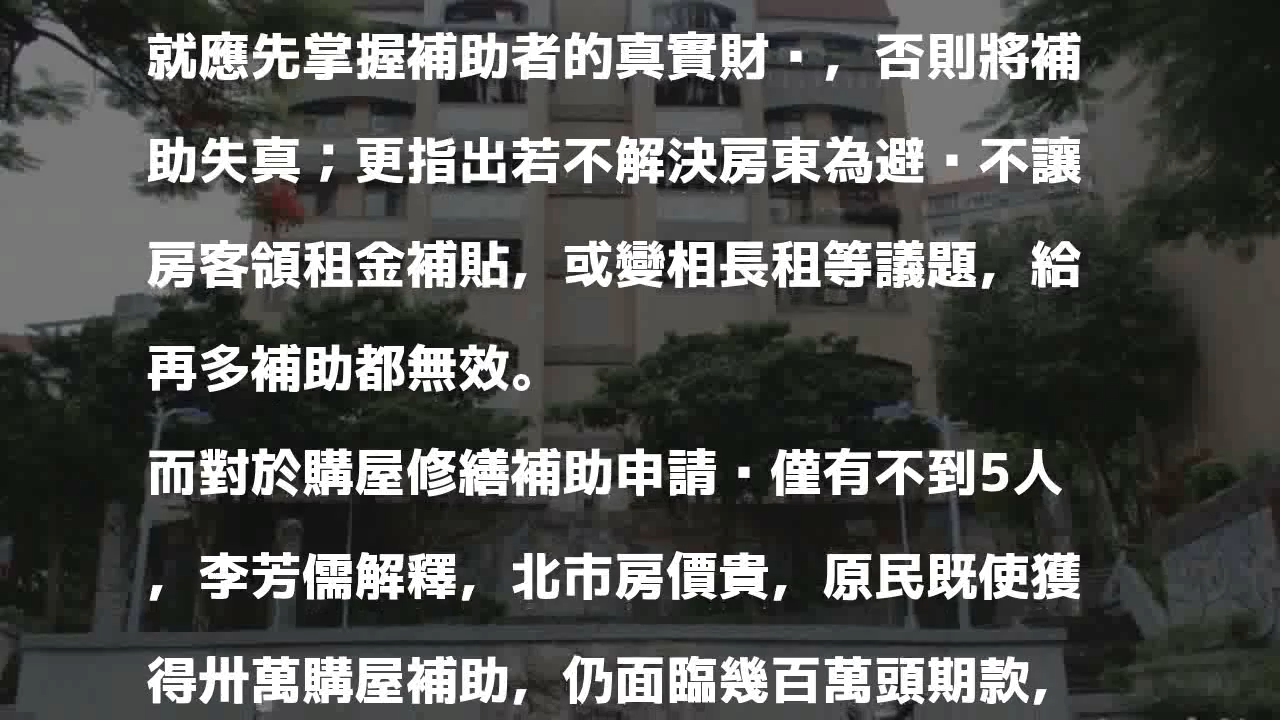 就應先掌握補助者的真實財▪，否則將補
助失真；更指出若不解決房東為避▪不讓
房客領租金補貼，或變相長租等議題，給
再多補助都無效。
而對於購屋修繕補助申請▪僅有不到5人
，李芳儒解釋，北市房價貴，原民既使獲
得卅萬購屋補助，仍面臨幾百萬頭期款，